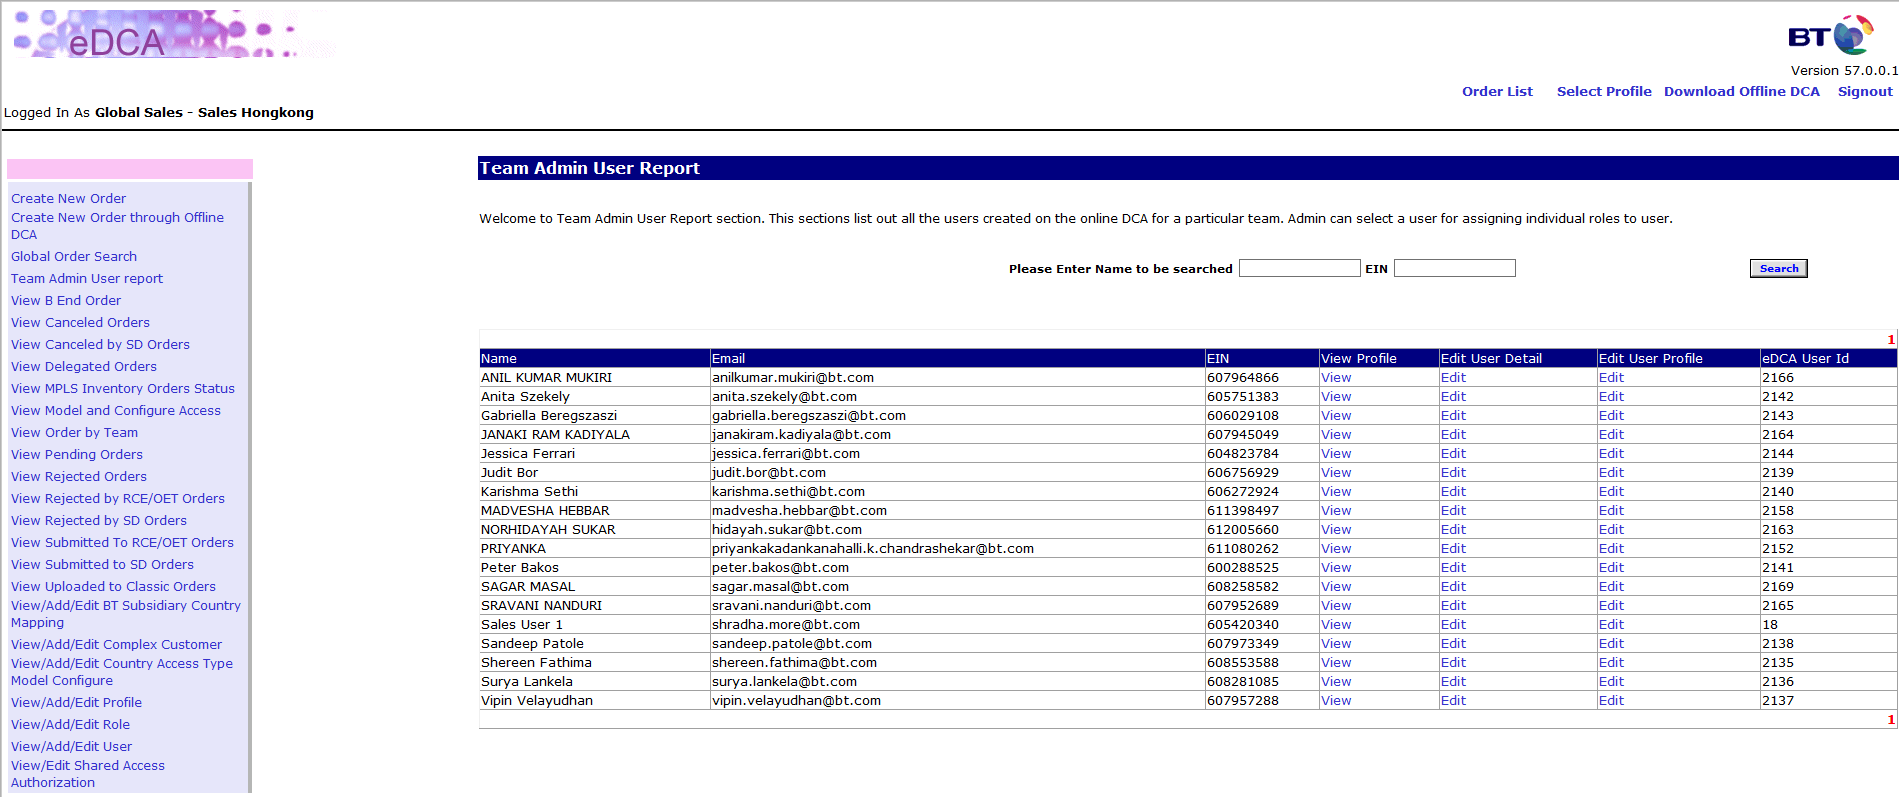 eDCA
BT
Version 57.0.0.1
Order List Select Profile Download Offline DCA Signout
Logged In As Global Sales - Sales Hongkong
Create New Order
Create New Order through Offline
DCA
Global Order Search
Team Admin User report
View B End Order
View Canceled Orders
View Canceled by SD Orders
View Delegated Orders
View MPLS Inventory Orders Status
View Model and Configure Access
View Order by Team
View Pending Orders
View Rejected Orders
View Rejected by RCE/OET Orders
View Rejected by SD Orders
View Submitted To RCE/OET Orders
View Submitted to SD Orders
View Uploaded to Classic Orders
View/Add/Edit BT Subsidiary Country
Mapping
View/Add/Edit Complex Customer
View/Add/Edit Country Access Type
Model Configure
View/Add/Edit Profile
View/Add/Edit Role
View/Add/Edit User
View/Edit Shared Access
Authorization
Team Admin User Report
Welcome to Team Admin User Report section. This sections list out all the users created on the online DCA for a particular team. Admin can select a user for assigning individual roles to user.
Please Enter Name to be searched EIN Search
1
Name Email EIN View Profile Edit User Detail Edit User Profile eDCA User Id
ANIL KUMAR MUKIRI anilkumar.mukiri@bt.com 607964866 View Edit Edit 2166
Anita Szekely anita.szekely@bt.com 605751383 View Edit Edit 2142
Gabriella Beregszaszi gabriella.beregszaszi@bt.com 606029108 View Edit Edit 2143
JANAKI RAM KADIYALA janakiram.kadiyala@bt.com 607945049 View Edit Edit 2164
Jessica Ferrari jessica.ferrari@bt.com 604823784 View Edit Edit 2144
Judit Bor judit.bor@bt.com 606756929 View Edit Edit 2139
Karishma Sethi karishma.sethi@bt.com 606272924 View Edit Edit 2140
MADVESHA HEBBAR madvesha.hebbar@bt.com 611398497 View Edit Edit 2158
NORHIDAYAH SUKAR hidayah.sukar@bt.com 612005660 View Edit Edit 2163
PRIYANKA priyankakadankanahalli.k.chandrashekar@bt.com 611080262 View Edit Edit 2152
Peter Bakos peter.bakos@bt.com 600288525 View Edit Edit 2141
SAGAR MASAL sagar.masal@bt.com 608258582 View Edit Edit 2169
SRAVANI NANDURI sravani.nanduri@bt.com 607952689 View Edit Edit 2165
Sales User 1 shradha.more@bt.com 605420340 View Edit Edit 18
Sandeep Patole sandeep.patole@bt.com 607973349 View Edit Edit 2138
Shereen Fathima shereen.fathima@bt.com 608553588 View Edit Edit 2135
Surya Lankela surya.lankela@bt.com 608281085 View Edit Edit 2136
Vipin Velayudhan vipin.velayudhan@bt.com 607957288 View Edit Edit 2137
1